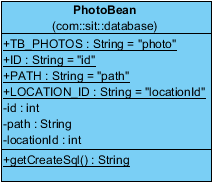 PhotoBean
(com::sit::database)
+TB_PHOTOS : String = "photo"
+ID : String = "id"
+PATH : String = "path"
+LOCATION_ID : String = "locationId"
-id : int
-path : String
-locationId : int
+getCreateSql() : String